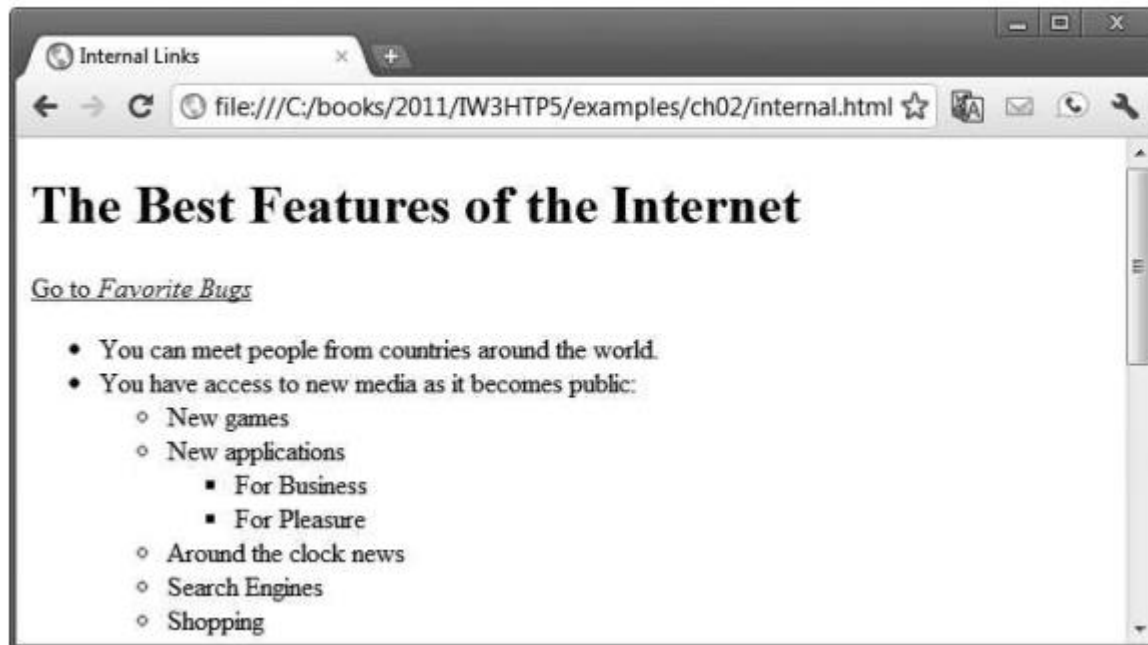 Internal Links
file:///C:/books/2011/IW3HTP5/examples/ch02/internal.html
The Best Features of the Internet
Go to Favorite Bugs
• You can meet people from countries around the world.
• You have access to new media as it becomes public:
◦ New games
◦ New applications
▪ For Business
▪ For Pleasure
◦ Around the clock news
◦ Search Engines
◦ Shopping